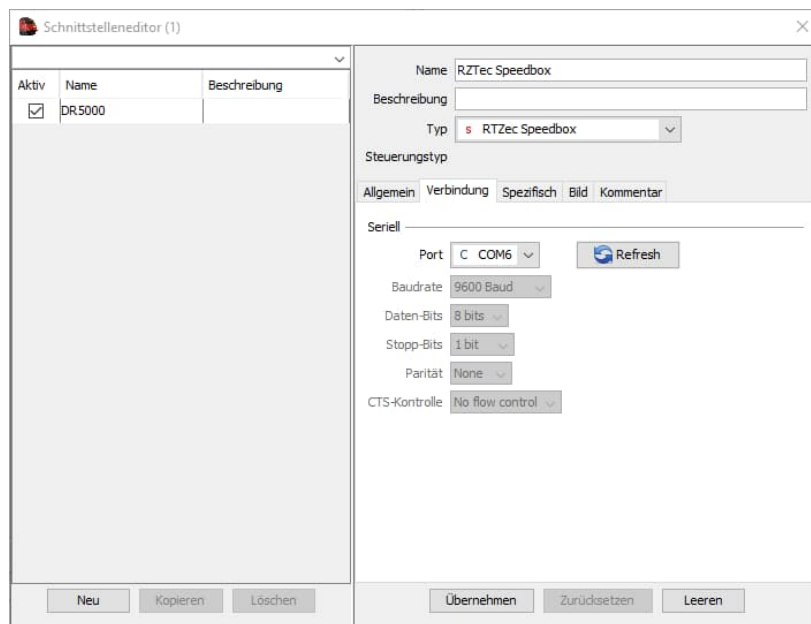 Schnittstelleneditor (1)
Aktiv Name Beschreibung
DR5000
Neu Kopieren Löschen
Name RZTec Speedbox
Beschreibung
Typ s RTZec Speedbox
Steuerungstyp
Allgemein Verbindung Spezifisch Bild Kommentar
Seriell
Port C COM6 Refresh
Baudrate 9600 Baud
Daten-Bits 8 bits
Stopp-Bits 1 bit
Parität None
CTS-Kontrolle No flow control
Übernehmen Zurücksetzen Leeren